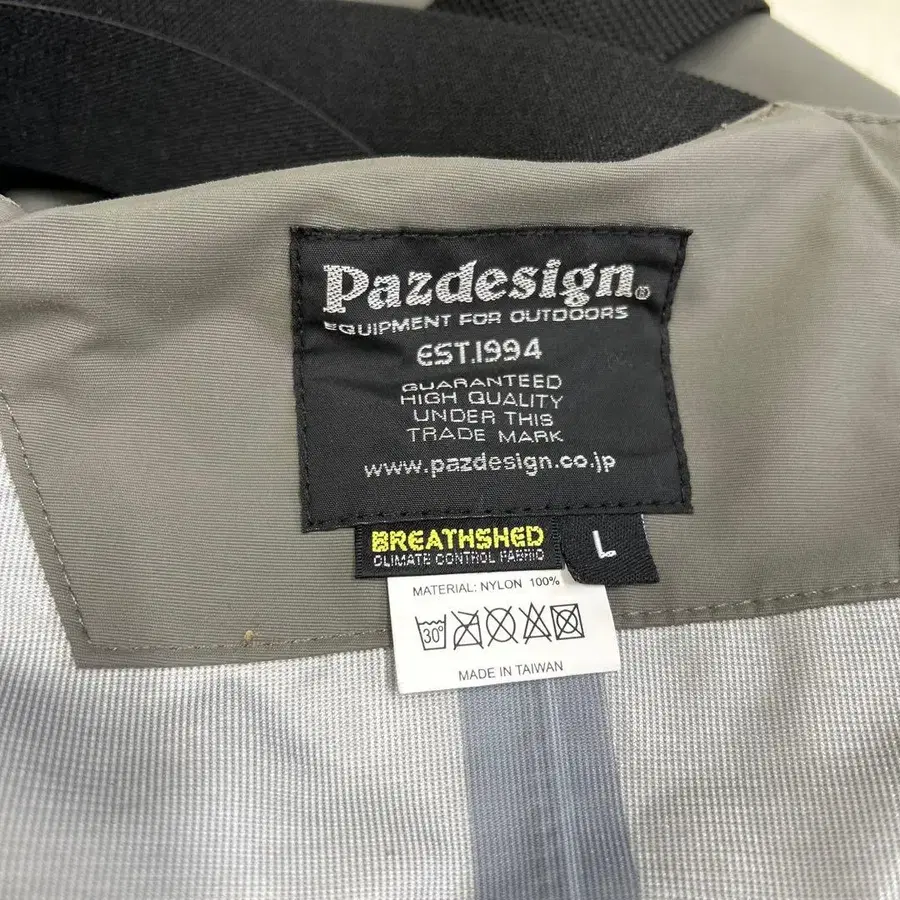 Pazdesign®
EQUIPMENT FOR OUTDOORS
EST.1994
GUARANTEED
HIGH QUALITY
UNDER THIS
TRADE MARK
www.pazdesign.co.jp
BREATHSHED
CLIMATE CONTROL FABRIC
L
MATERIAL: NYLON 100%
30°
MADE IN TAIWAN